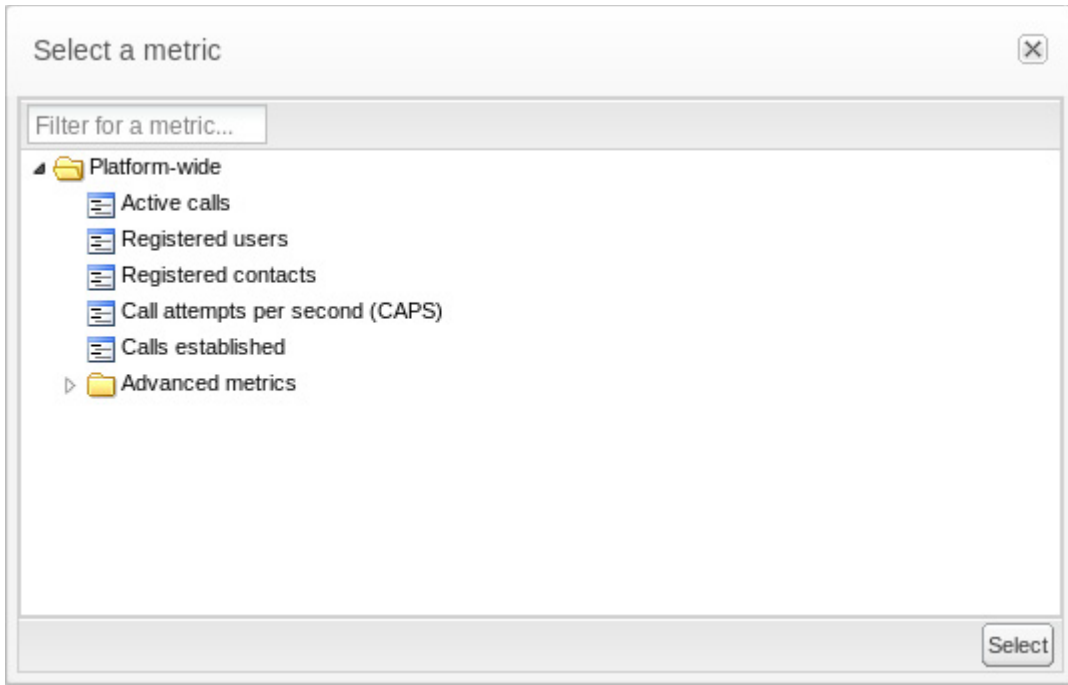 Select a metric
Filter for a metric...
Platform-wide
Active calls
Registered users
Registered contacts
Call attempts per second (CAPS)
Calls established
Advanced metrics
Select